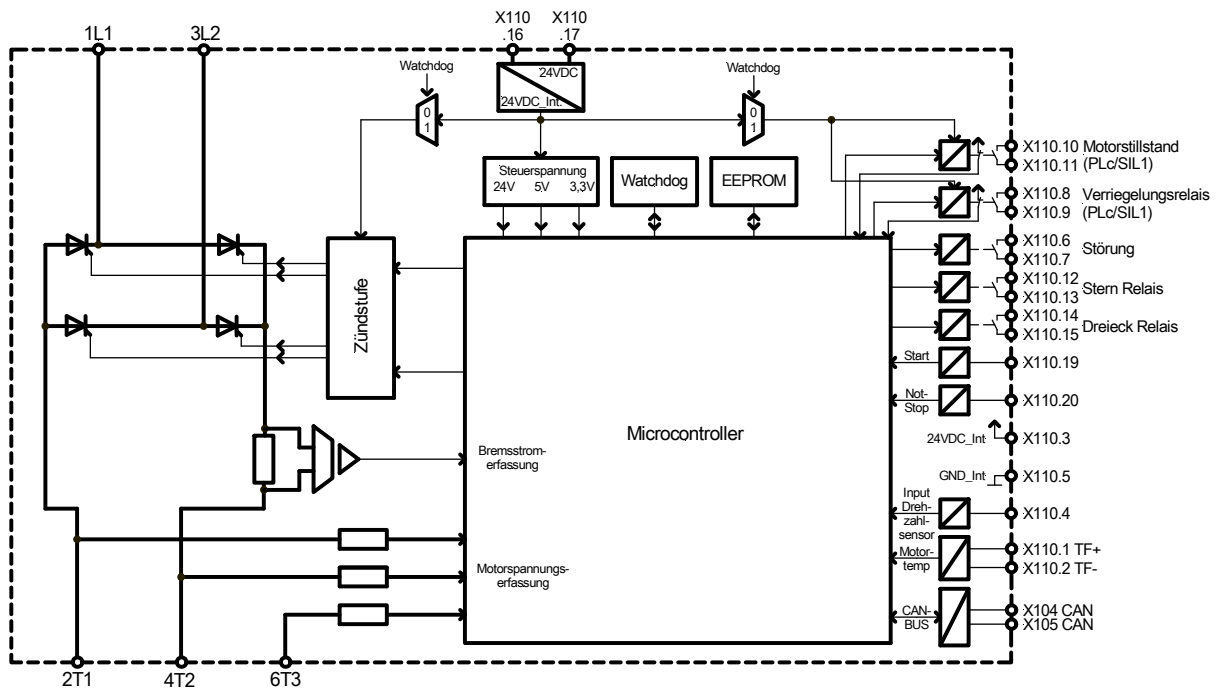 1L1
3L2
X110
.16
X110
.17
Watchdog
24VDC
24VDC_Int.
Watchdog
0
1
0
1
X110.10 Motorstillstand
X110.11 (PLc/SIL1)
Steuerspannung
24V 5V 3,3V
Watchdog
EEPROM
X110.8 Verriegelungsrelais
X110.9 (PLc/SIL1)
X110.6
Störung
X110.7
X110.12
Stern Relais
X110.13
X110.14
Dreieck Relais
X110.15
Zündstufe
Start
X110.19
Not-
Stop
X110.20
Microcontroller
24VDC_Int
X110.3
Bremsstrom-
erfassung
GND_Int
X110.5
Input
Dreh-
zahl-
sensor
X110.4
Motor-
temp
X110.1 TF+
X110.2 TF-
Motorspannungs-
erfassung
CAN-
BUS
X104 CAN
X105 CAN
2T1
4T2
6T3